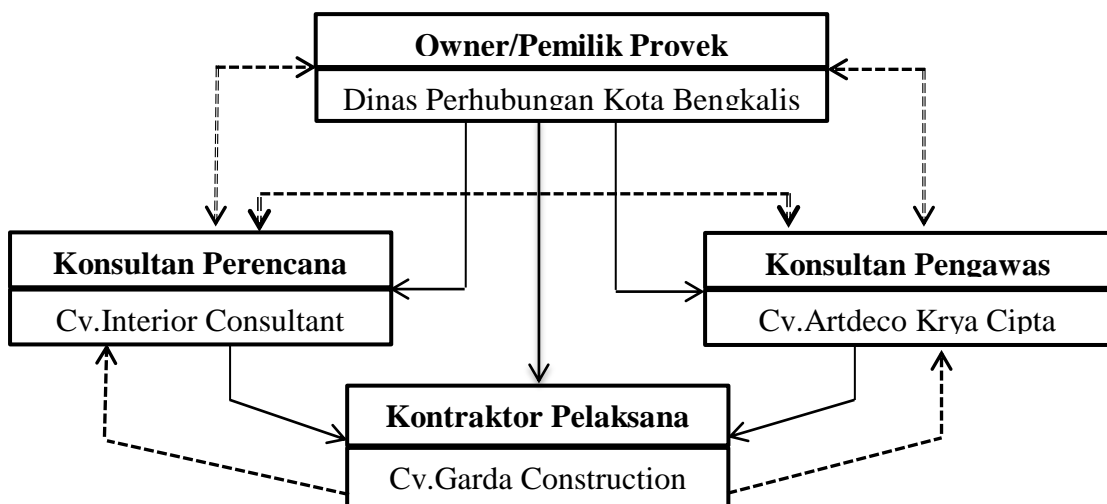 Owner/Pemilik Proyek
Dinas Perhubungan Kota Bengkalis
Konsultan Perencana
Cv.Interior Consultant
Konsultan Pengawas
Cv.Artdeco Krya Cipta
Kontraktor Pelaksana
Cv.Garda Construction